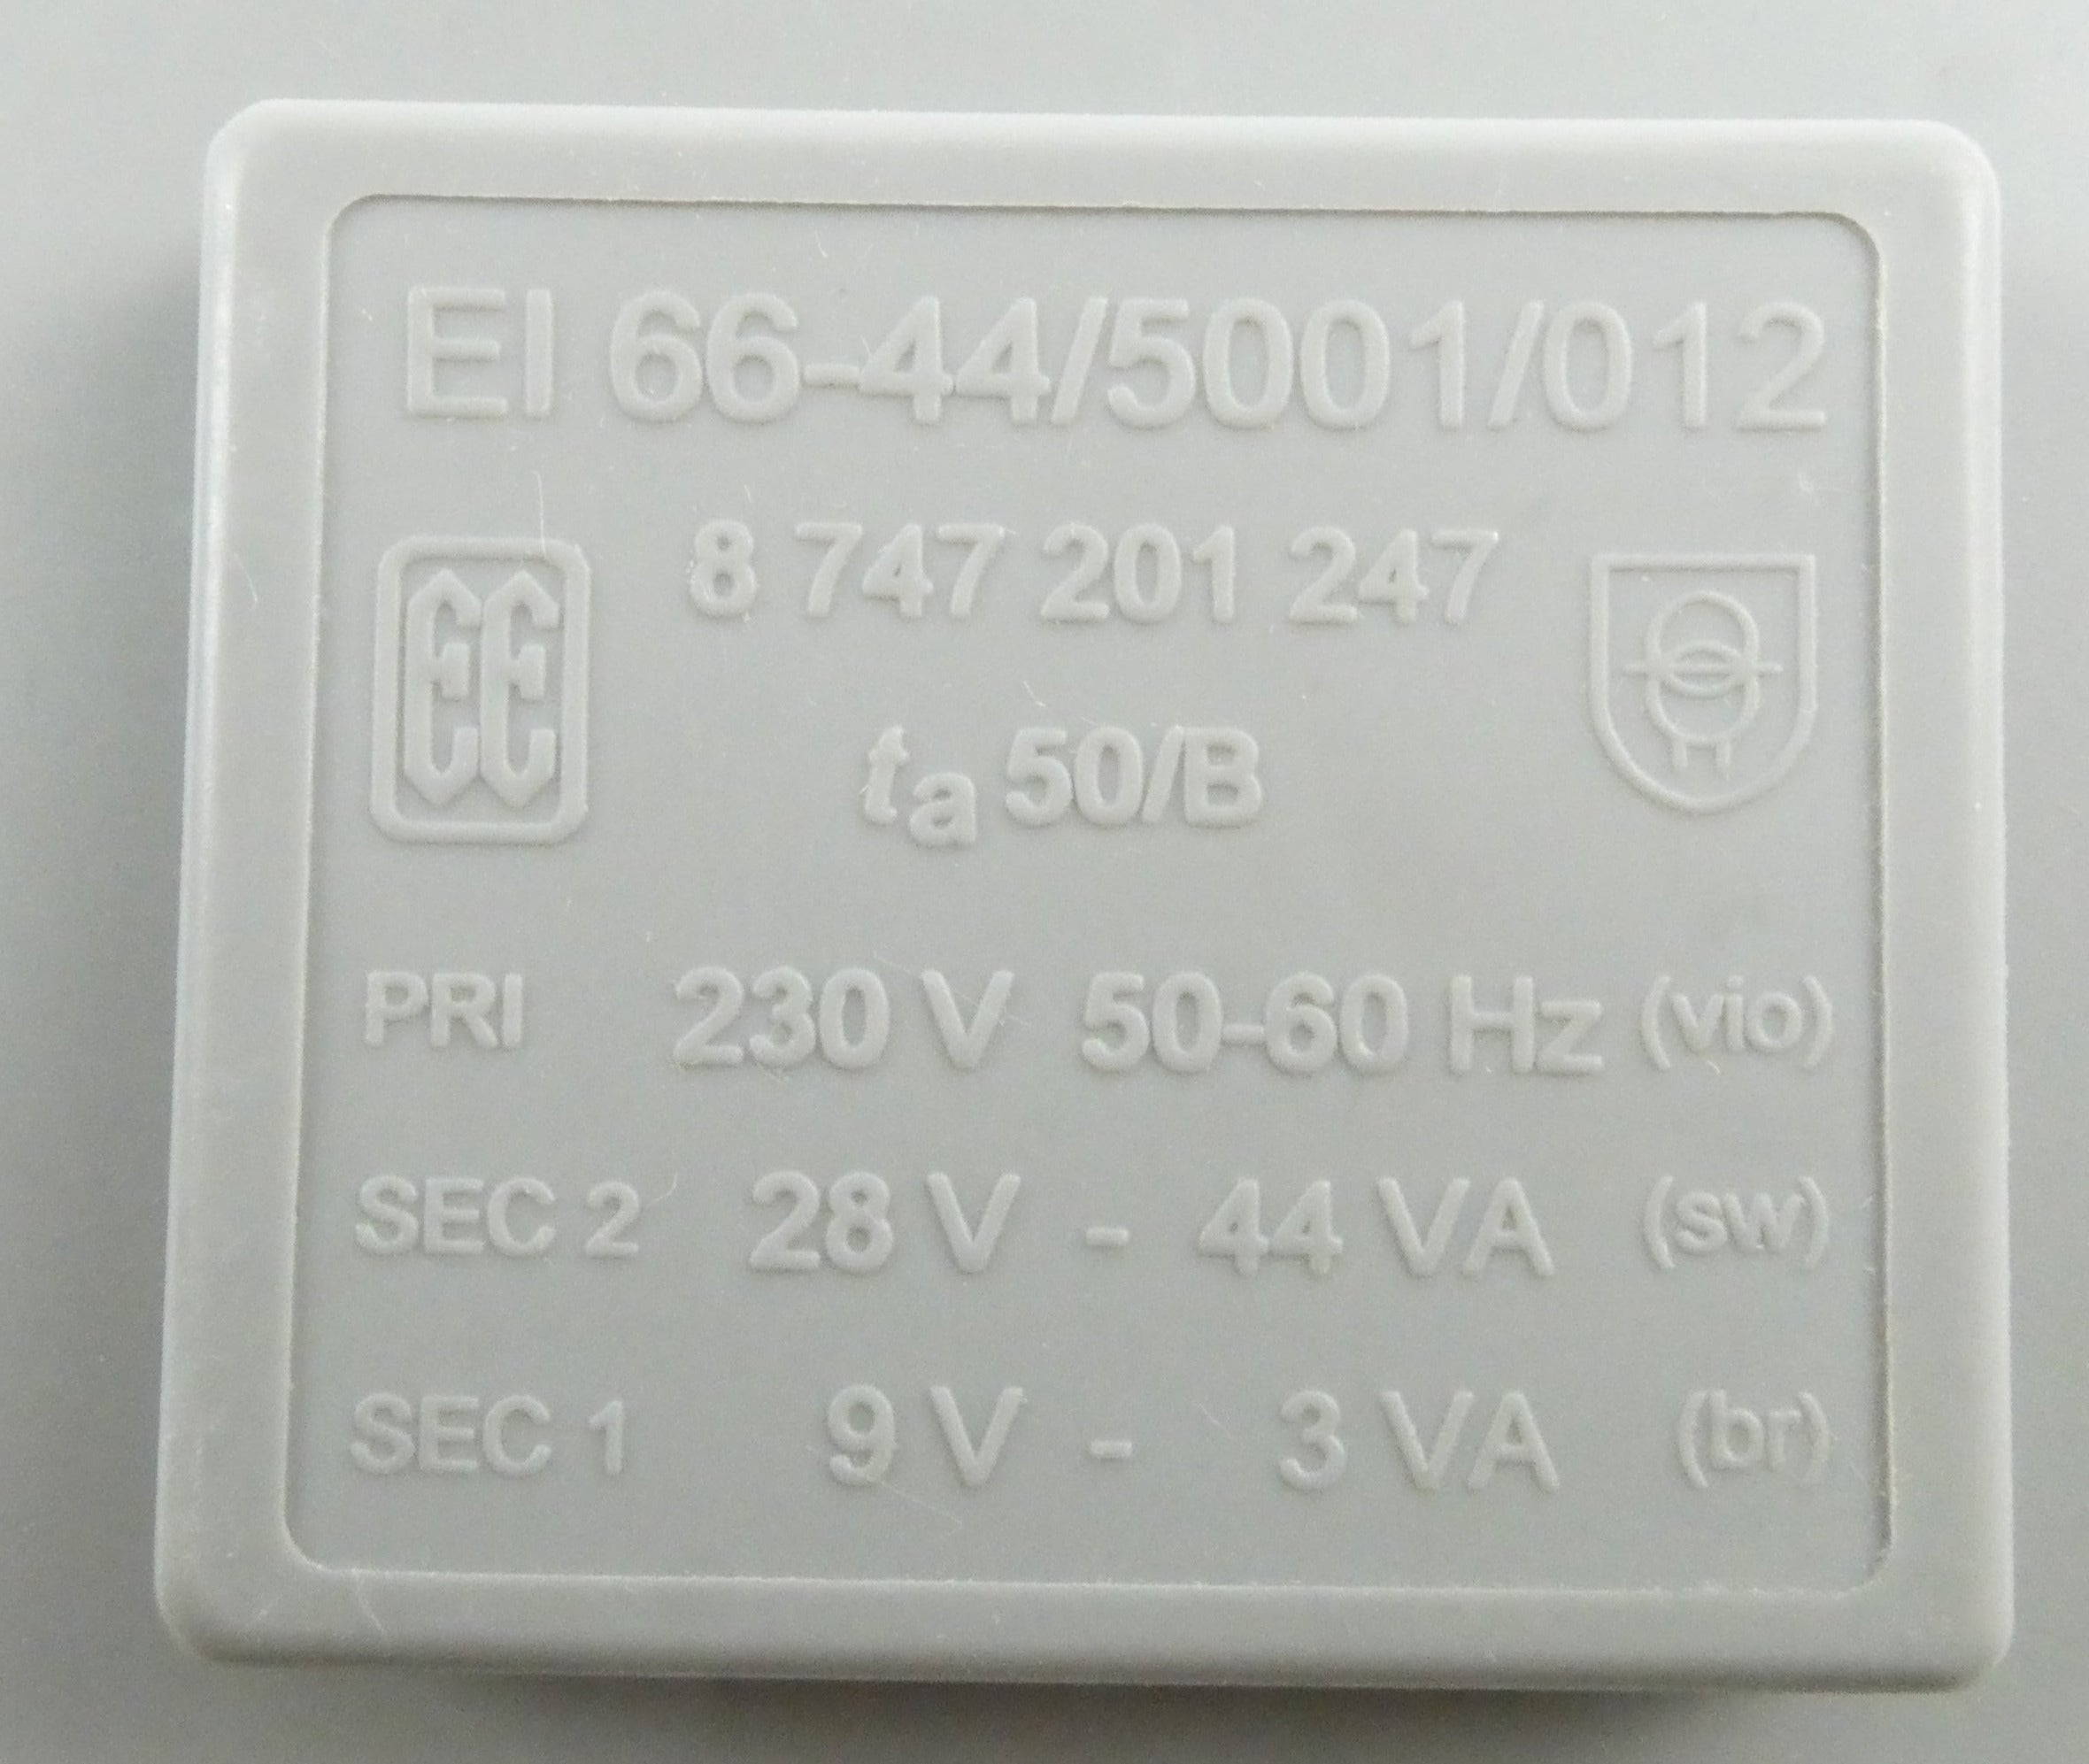 EI 66-44/5001/012
8 747 201 247
EE
ta 50/B
PRI 230 V 50-60 Hz (vio)
SEC 2 28 V - 44 VA (sw)
SEC 1 9 V - 3 VA (br)